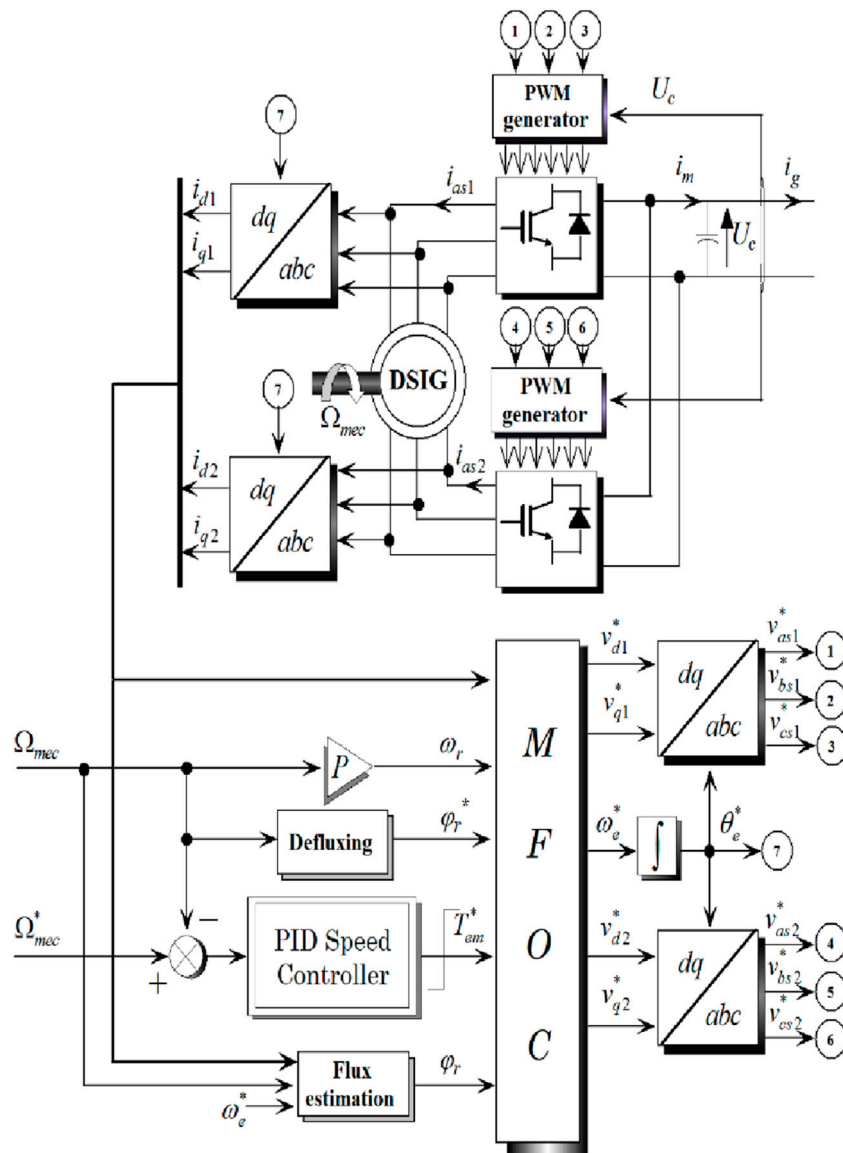 1 2 3
PWM
generator
U_c
7
i_as1
i_m
i_g
i_d1
dq
i_q1
abc
U_c
4 5 6
DSIG
PWM
generator
7
Ω_mec
i_as2
i_d2
dq
i_q2
abc
v*_d1
v*_as1
1
dq
v*_bs1
2
v*_q1
abc
v*_cs1
3
Ω_mec
P
ω_r
M
φ_r*
Defluxing
F
ω*_e
∫
θ*_e
7
Ω*_mec
−
+
PID Speed
Controller
T*_em
O
v*_d2
v*_as2
4
dq
v*_bs2
5
v*_q2
abc
v*_cs2
6
C
Flux
estimation
φ_r
ω*_e